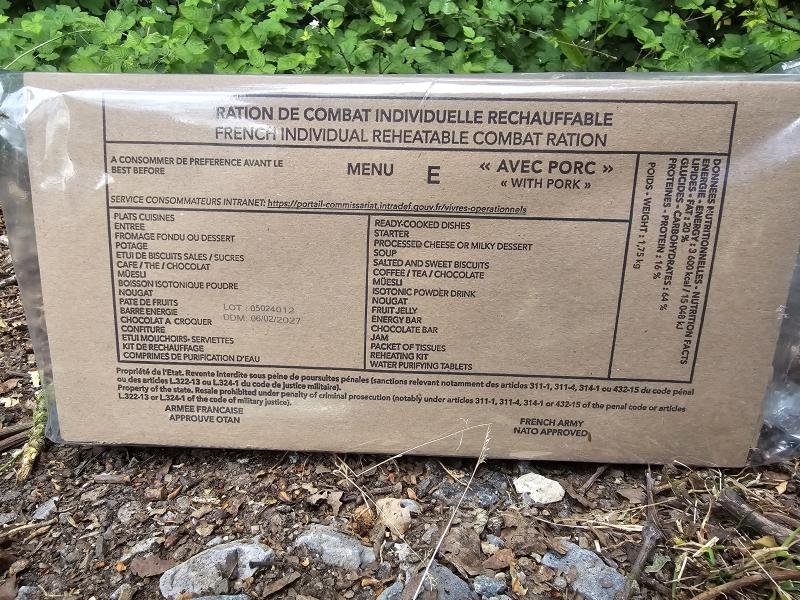 RATION DE COMBAT INDIVIDUELLE RECHAUFFABLE
FRENCH INDIVIDUAL REHEATABLE COMBAT RATION
A CONSOMMER DE PREFERENCE AVANT LE
BEST BEFORE
MENU E « AVEC PORC »
« WITH PORK »
SERVICE CONSOMMATEURS INTRANET: https://portail-commissariat.intradef.gouv.fr/vivres-operationnels
PLATS CUISINES
ENTREE
FROMAGE FONDU OU DESSERT
POTAGE
ETUI DE BISCUITS SALES / SUCRES
CAFE / THE / CHOCOLAT
MÜESLI
BOISSON ISOTONIQUE POUDRE
NOUGAT
PATE DE FRUITS
BARRE ENERGIE
CHOCOLAT A CROQUER
CONFITURE
ETUI MOUCHOIRS- SERVIETTES
KIT DE RECHAUFFAGE
COMPRIMES DE PURIFICATION D'EAU
LOT : 05024012
DDM: 06/02/2027
READY-COOKED DISHES
STARTER
PROCESSED CHEESE OR MILKY DESSERT
SOUP
SALTED AND SWEET BISCUITS
COFFEE / TEA / CHOCOLATE
MÜESLI
ISOTONIC POWDER DRINK
NOUGAT
FRUIT JELLY
ENERGY BAR
CHOCOLATE BAR
JAM
PACKET OF TISSUES
REHEATING KIT
WATER PURIFYING TABLETS
DONNEES NUTRITIONNELLES - NUTRITION FACTS
ENERGIE - ENERGY : 3 600 kcal / 15 048 kJ
LIPIDES - FAT : 20 %
GLUCIDES - CARBOHYDRATES : 64 %
PROTEINES - PROTEIN : 16 %
POIDS - WEIGHT : 1,75 kg
Propriété de l'Etat. Revente interdite sous peine de poursuites pénales (sanctions relevant notamment des articles 311-1, 311-4, 314-1 ou 432-15 du code pénal
ou des articles L.322-13 ou L.324-1 du code de justice militaire).
Property of the state. Resale prohibited under penalty of criminal prosecution (notably under articles 311-1, 311-4, 314-1 or 432-15 of the penal code or articles
L.322-13 or L.324-1 of the code of military justice).
ARMEE FRANCAISE
APPROUVE OTAN
FRENCH ARMY
NATO APPROVED